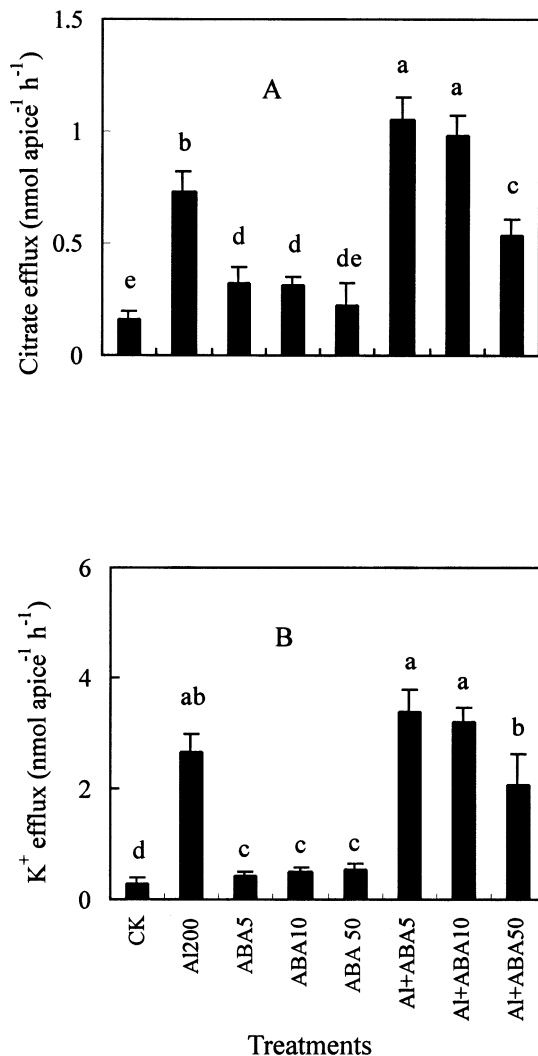 1.5
A
a
a
b
1
c
d
d
de
0.5
e
0
Citrate efflux (nmol apice⁻¹ h⁻¹)
6
B
a
a
4
ab
b
2
d
c
c
c
0
K⁺ efflux (nmol apice⁻¹ h⁻¹)
CK
Al200
ABA5
ABA10
ABA 50
Al+ABA5
Al+ABA10
Al+ABA50
Treatments